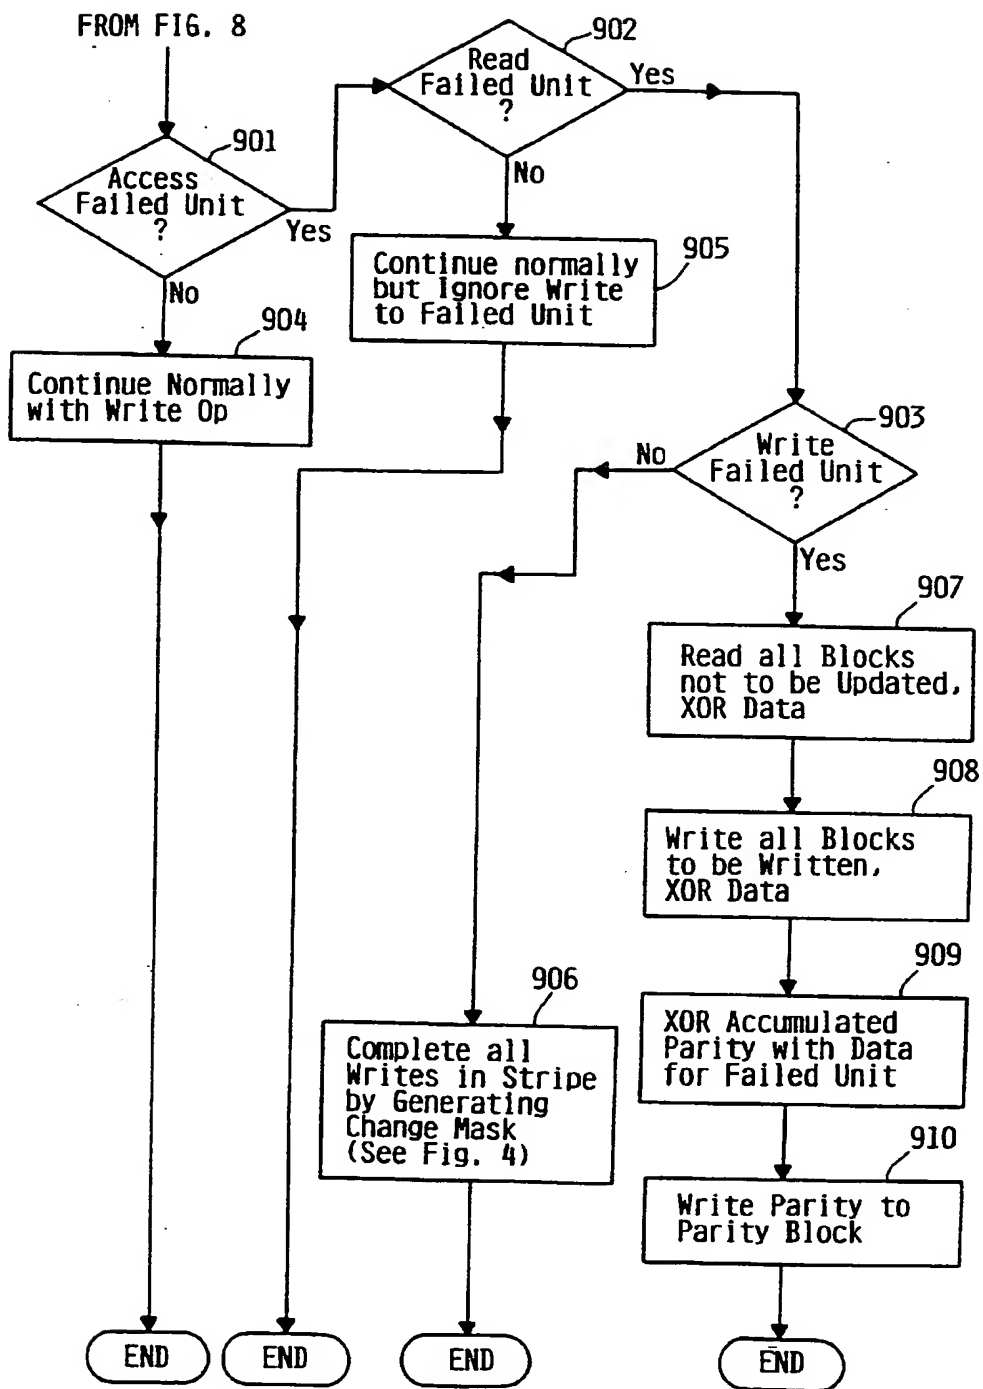 FROM FIG. 8
902
Read
Failed Unit
?
Yes
No
901
Access
Failed Unit
?
Yes
No
905
Continue normally
but Ignore Write
to Failed Unit
904
Continue Normally
with Write Op
903
Write
Failed Unit
?
No
Yes
907
Read all Blocks
not to be Updated,
XOR Data
908
Write all Blocks
to be Written,
XOR Data
909
XOR Accumulated
Parity with Data
for Failed Unit
906
Complete all
Writes in Stripe
by Generating
Change Mask
(See Fig. 4)
910
Write Parity to
Parity Block
END
END
END
END